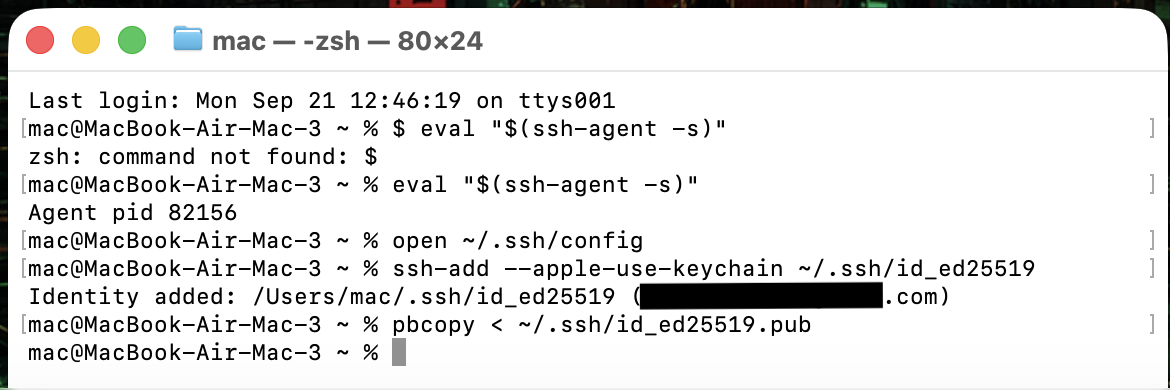 mac — -zsh — 80×24
Last login: Mon Sep 21 12:46:19 on ttys001
[mac@MacBook-Air-Mac-3 ~ % $ eval "$(ssh-agent -s)" ]
zsh: command not found: $
[mac@MacBook-Air-Mac-3 ~ % eval "$(ssh-agent -s)" ]
Agent pid 82156
[mac@MacBook-Air-Mac-3 ~ % open ~/.ssh/config ]
[mac@MacBook-Air-Mac-3 ~ % ssh-add --apple-use-keychain ~/.ssh/id_ed25519 ]
Identity added: /Users/mac/.ssh/id_ed25519 (.com)
[mac@MacBook-Air-Mac-3 ~ % pbcopy < ~/.ssh/id_ed25519.pub ]
mac@MacBook-Air-Mac-3 ~ %